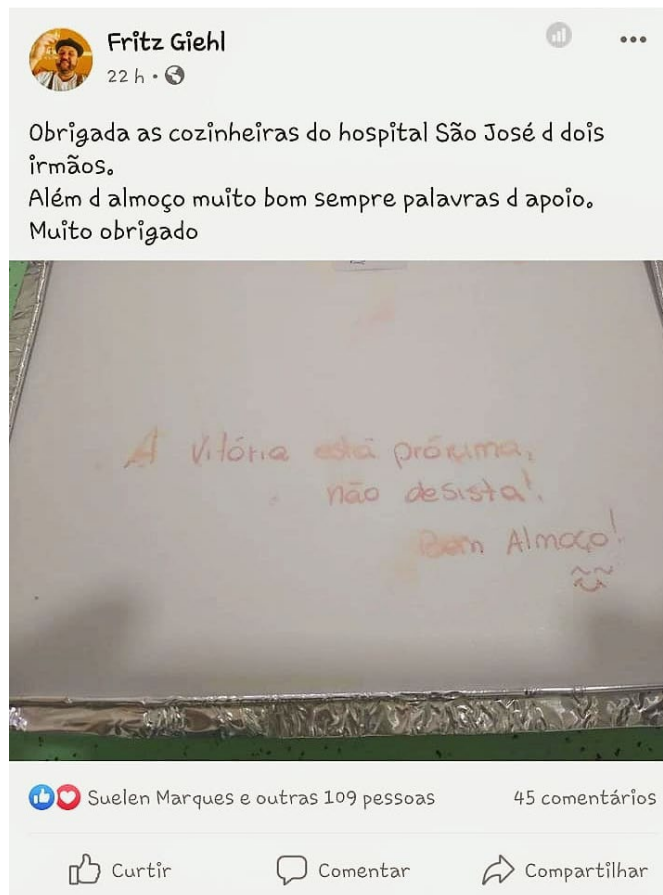 Fritz Giehl
22 h •
Obrigada as cozinheiras do hospital São José d dois
irmãos.
Além d almoço muito bom sempre palavras d apoio.
Muito obrigado
A Vitória está próxima,
não desista!
Bom Almoço!
Suelen Marques e outras 109 pessoas
45 comentários
Curtir
Comentar
Compartilhar